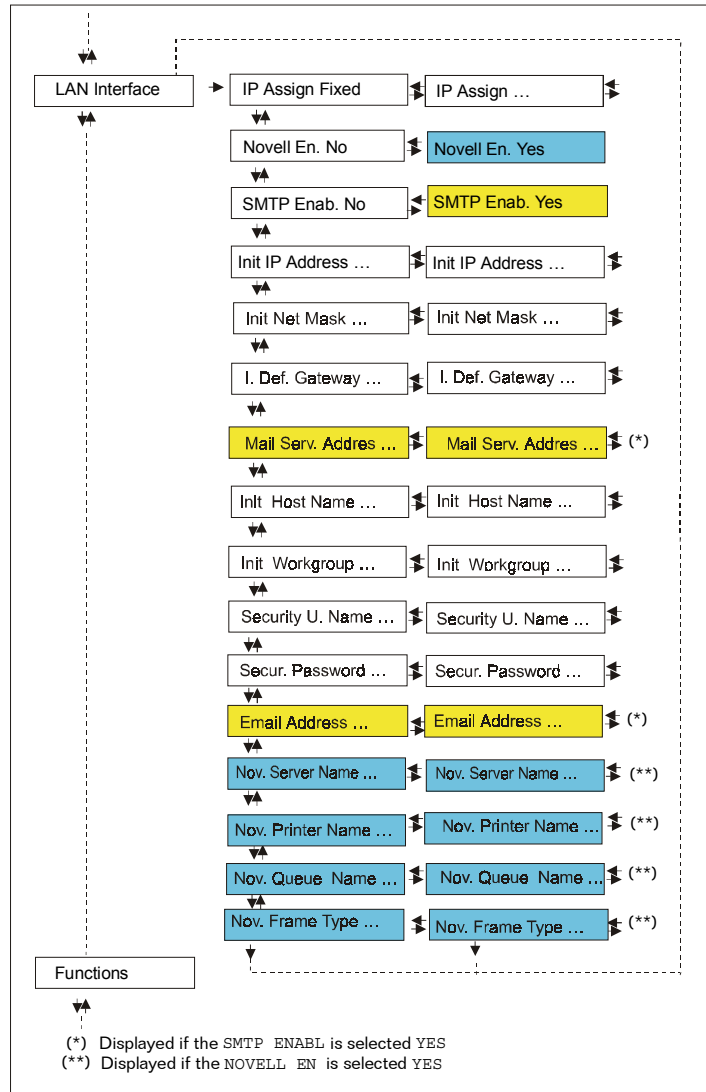 LAN Interface
IP Assign Fixed
IP Assign ...
Novell En. No
Novell En. Yes
SMTP Enab. No
SMTP Enab. Yes
Init IP Address ...
Init IP Address ...
Init Net Mask ...
Init Net Mask ...
I. Def. Gateway ...
I. Def. Gateway ...
Mail Serv. Addres ...
Mail Serv. Addres ...
(*)
Init Host Name ...
Init Host Name ...
Init Workgroup ...
Init Workgroup ...
Security U. Name ...
Security U. Name ...
Secur. Password ...
Secur. Password ...
Email Address ...
Email Address ...
(*)
Nov. Server Name ...
Nov. Server Name ...
(**)
Nov. Printer Name ...
Nov. Printer Name ...
(**)
Nov. Queue Name ...
Nov. Queue Name ...
(**)
Nov. Frame Type ...
Nov. Frame Type ...
(**)
Functions
(*) Displayed if the SMTP ENABL is selected YES
(**) Displayed if the NOVELL EN is selected YES